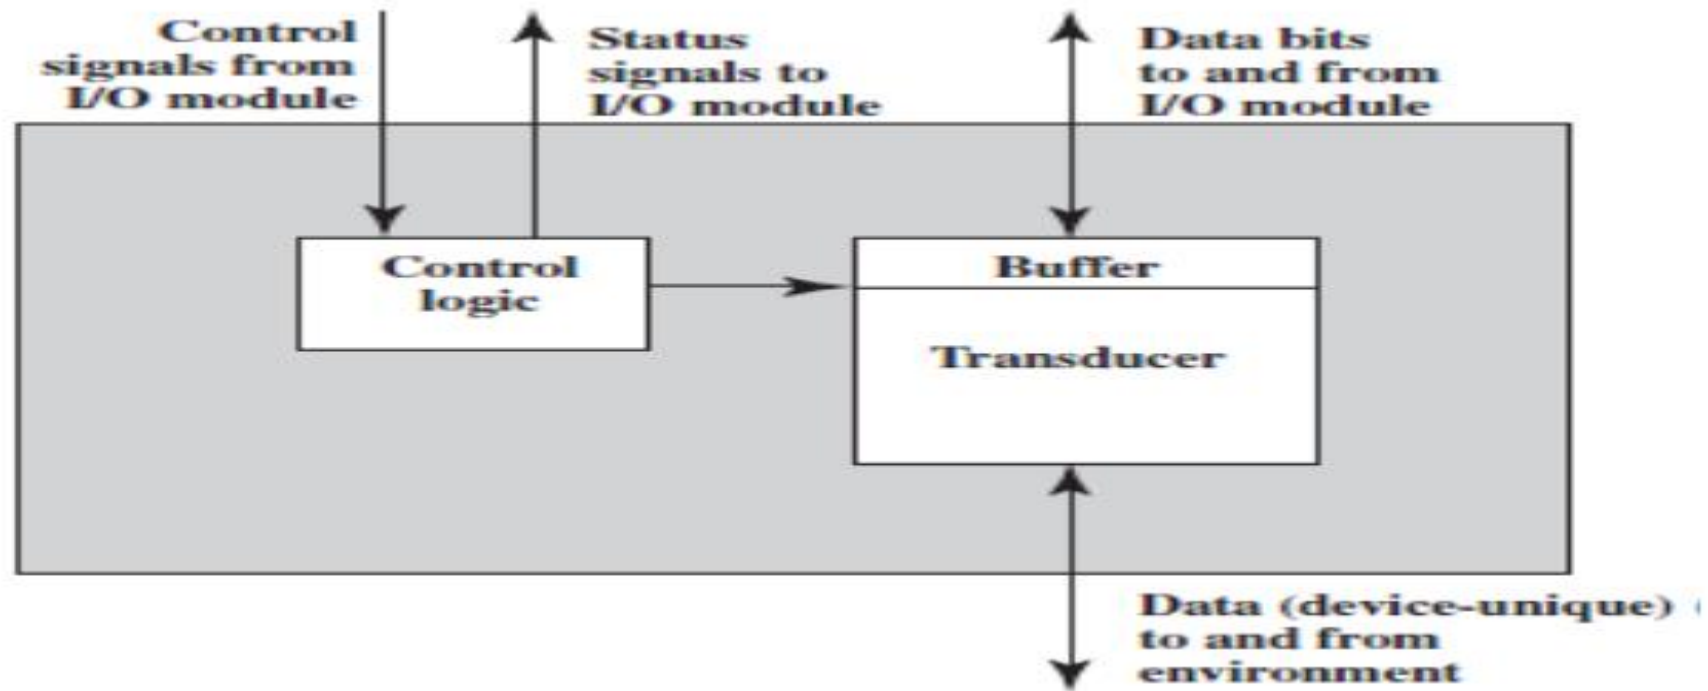 Control
signals from
I/O module
Status
signals to
I/O module
Data bits
to and from
I/O module
Control
logic
Buffer
Transducer
Data (device-unique)
to and from
environment